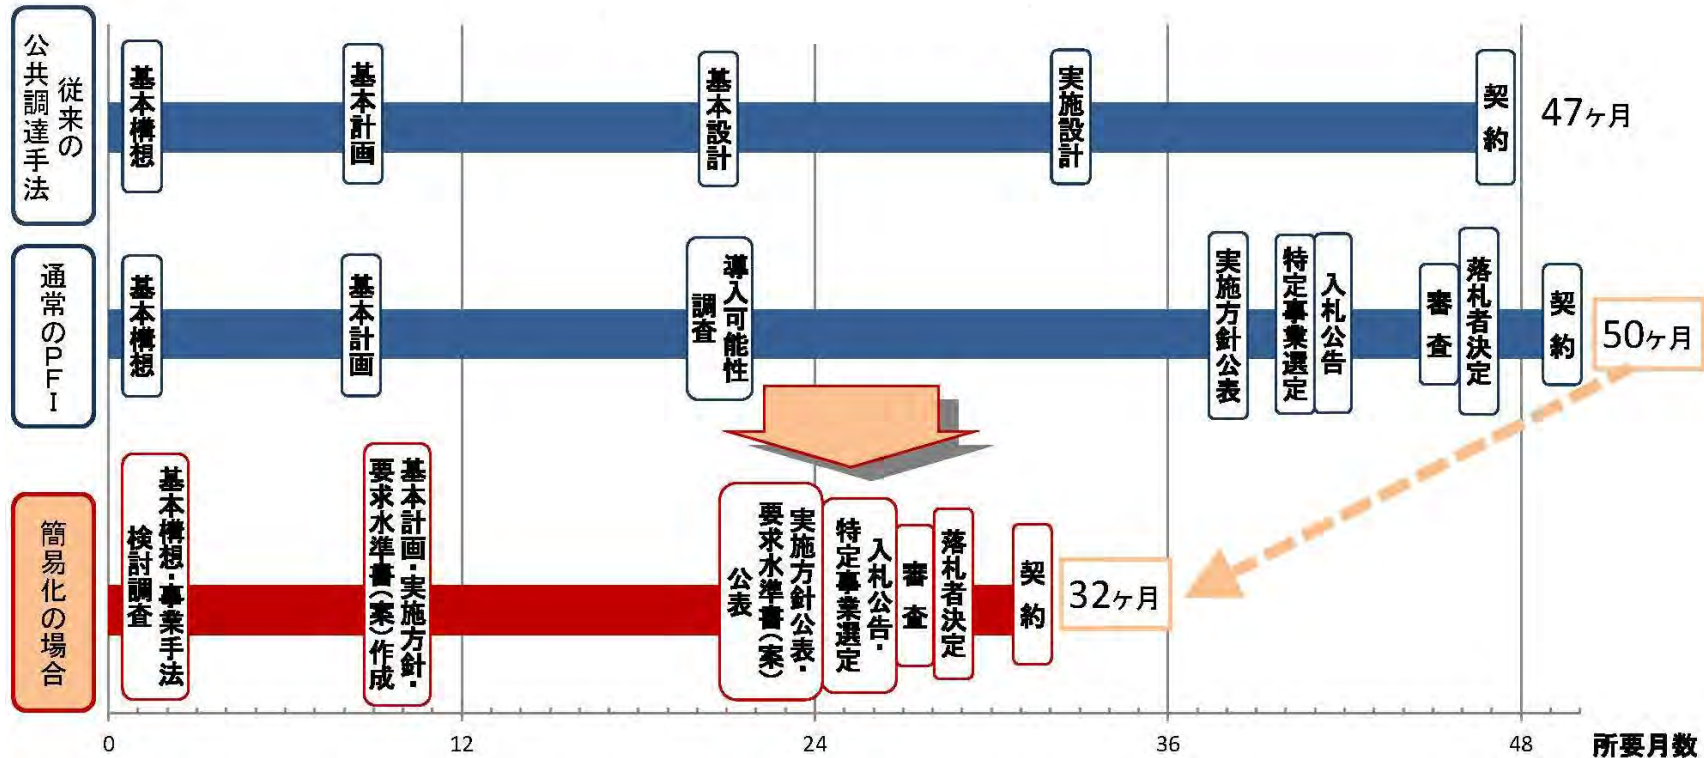 従来の
公共調達手法
基本構想
基本計画
基本設計
実施設計
契約
47ヶ月
通常のPFI
基本構想
基本計画
導入可能性
調査
実施方針公表
特定事業選定
入札公告
審査
落札者決定
契約
50ヶ月
簡易化の場合
基本構想・事業手法
検討調査
基本計画・実施方針・
要求水準書(案)作成
実施方針公表・
要求水準書(案)
公表
入札公告・
特定事業選定
審査
落札者決定
契約
32ヶ月
0
12
24
36
48
所要月数